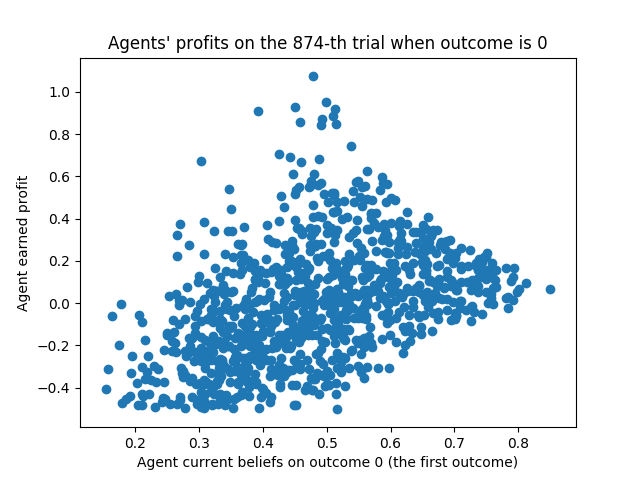 Agents' profits on the 874-th trial when outcome is 0
Agent earned profit
1.0
0.8
0.6
0.4
0.2
0.0
−0.2
−0.4
0.2 0.3 0.4 0.5 0.6 0.7 0.8
Agent current beliefs on outcome 0 (the first outcome)